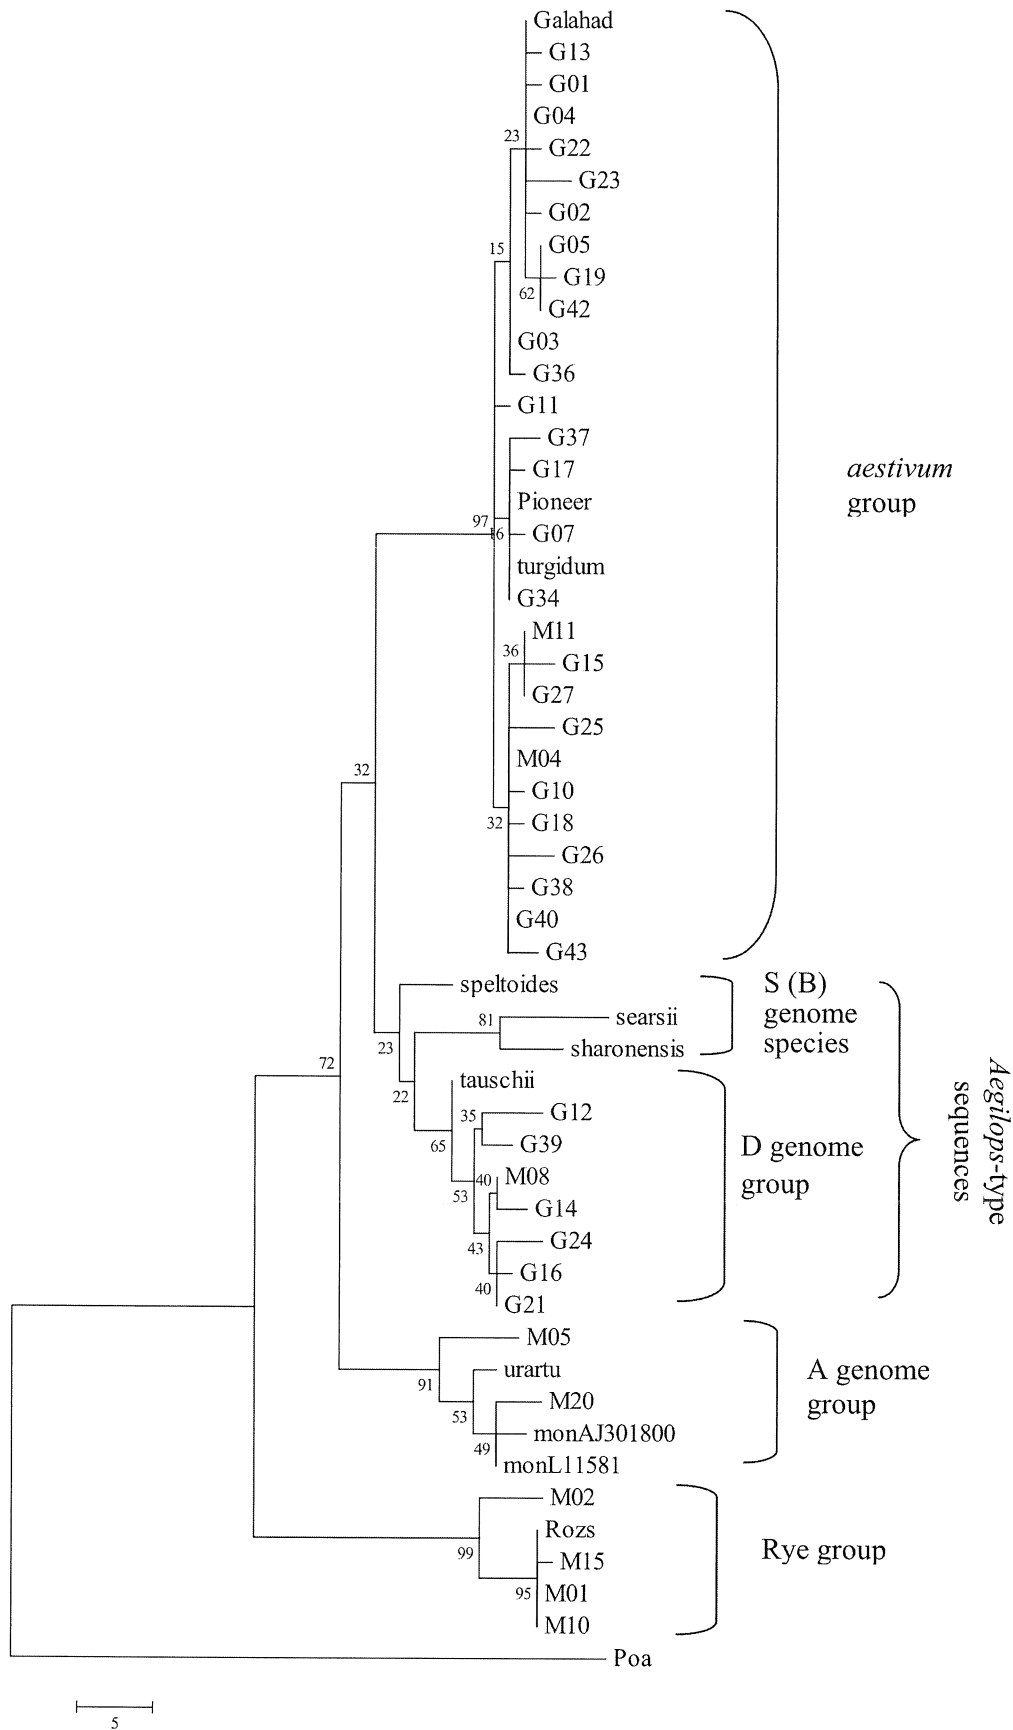 Galahad
G13
G01
G04
23
G22
G23
G02
15
G05
G19
62
G42
G03
G36
G11
G37
aestivum
group
G17
Pioneer
97
6
G07
turgidum
G34
M11
36
G15
G27
G25
M04
32
G10
32
G18
G26
G38
G40
G43
speltoides
S (B)
genome
species
81
searsii
23
sharonensis
72
tauschii
22
35
G12
65
G39
D genome
group
Aegilops-type
sequences
40
M08
53
G14
43
G24
G16
40
G21
M05
urartu
A genome
group
91
M20
53
monAJ301800
49
monL11581
M02
Rozs
99
M15
Rye group
95
M01
M10
Poa
5